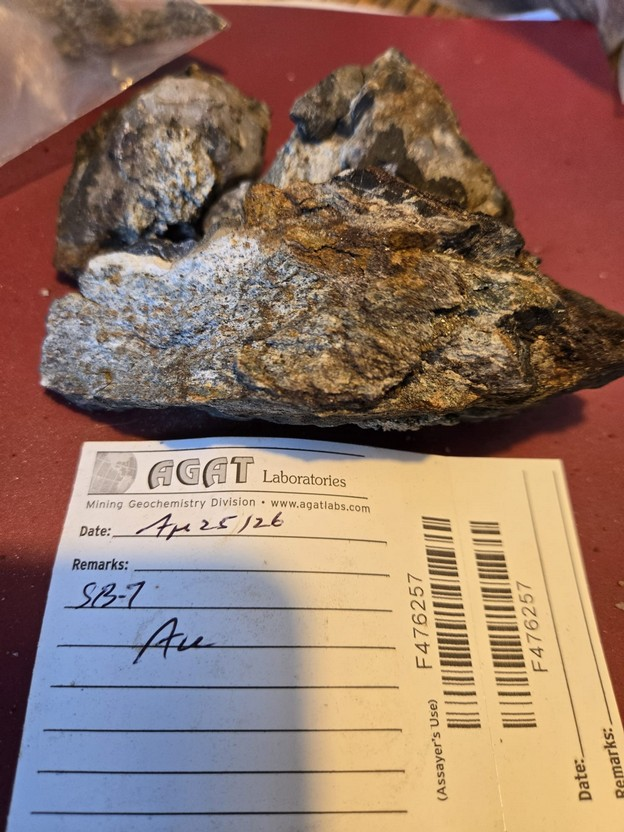 AGAT Laboratories
Mining Geochemistry Division • www.agatlabs.com
Date: Apr 25/26
Remarks:
SB-7
Au
(Assayer's Use)
F476257
F476257
Date:
Remarks: